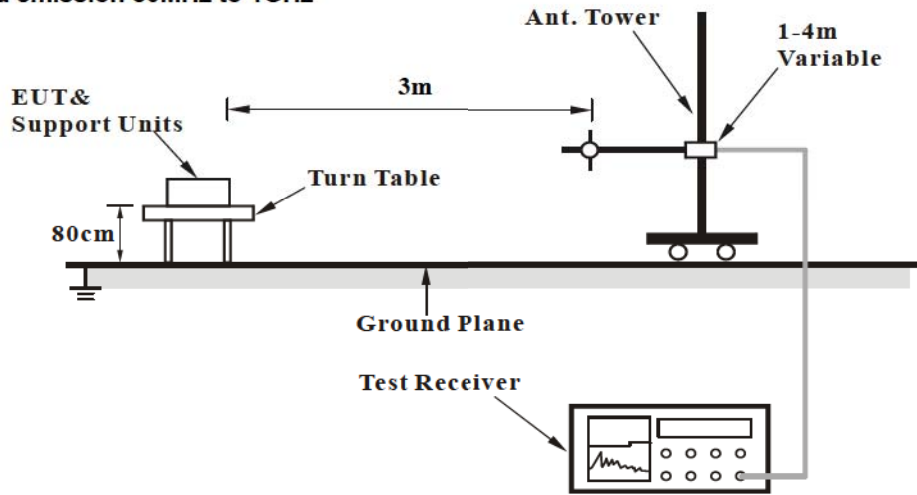 Ant. Tower
1-4m
Variable
3m
EUT&
Support Units
Turn Table
80cm
Ground Plane
Test Receiver